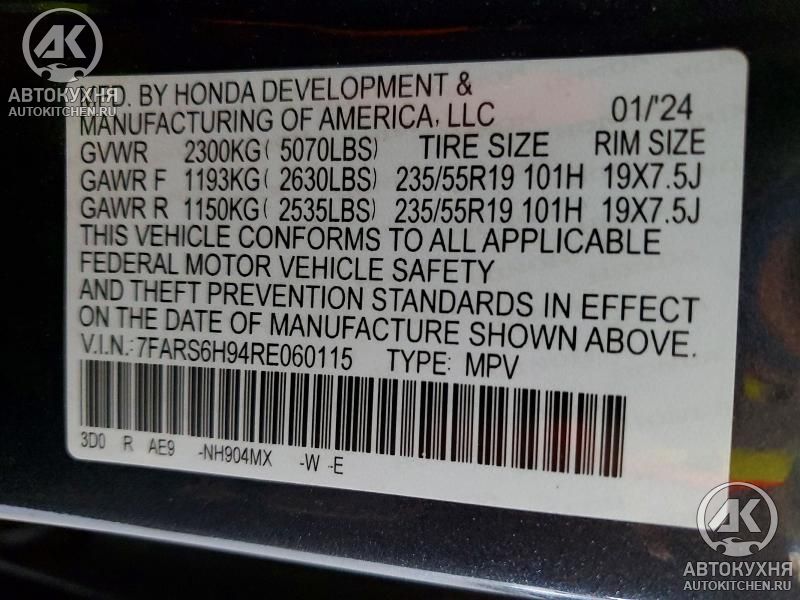 AK
АВТОКУХНЯ
AUTOKITCHEN.RU
MFD. BY HONDA DEVELOPMENT &
MANUFACTURING OF AMERICA, LLC 01/'24
GVWR 2300KG( 5070LBS) TIRE SIZE RIM SIZE
GAWR F 1193KG( 2630LBS) 235/55R19 101H 19X7.5J
GAWR R 1150KG( 2535LBS) 235/55R19 101H 19X7.5J
THIS VEHICLE CONFORMS TO ALL APPLICABLE
FEDERAL MOTOR VEHICLE SAFETY
AND THEFT PREVENTION STANDARDS IN EFFECT
ON THE DATE OF MANUFACTURE SHOWN ABOVE.
V.I.N.: 7FARS6H94RE060115 TYPE: MPV
3D0 R AE9 -NH904MX -W -E
AK
АВТОКУХНЯ
AUTOKITCHEN.RU